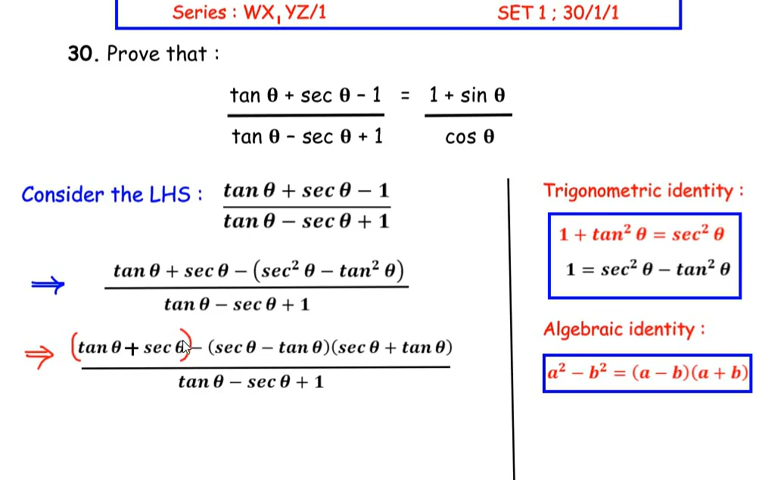 Series : WX1YZ/1 SET 1 ; 30/1/1
30. Prove that :
tan θ + sec θ - 1 = 1 + sin θ
tan θ - sec θ + 1 cos θ
Consider the LHS : tan θ + sec θ − 1
tan θ − sec θ + 1
⇒ tan θ + sec θ − (sec² θ − tan² θ)
tan θ − sec θ + 1
⇒ (tan θ + sec θ) − (sec θ − tan θ)(sec θ + tan θ)
tan θ − sec θ + 1
Trigonometric identity :
1 + tan² θ = sec² θ
1 = sec² θ − tan² θ
Algebraic identity :
a² − b² = (a − b)(a + b)